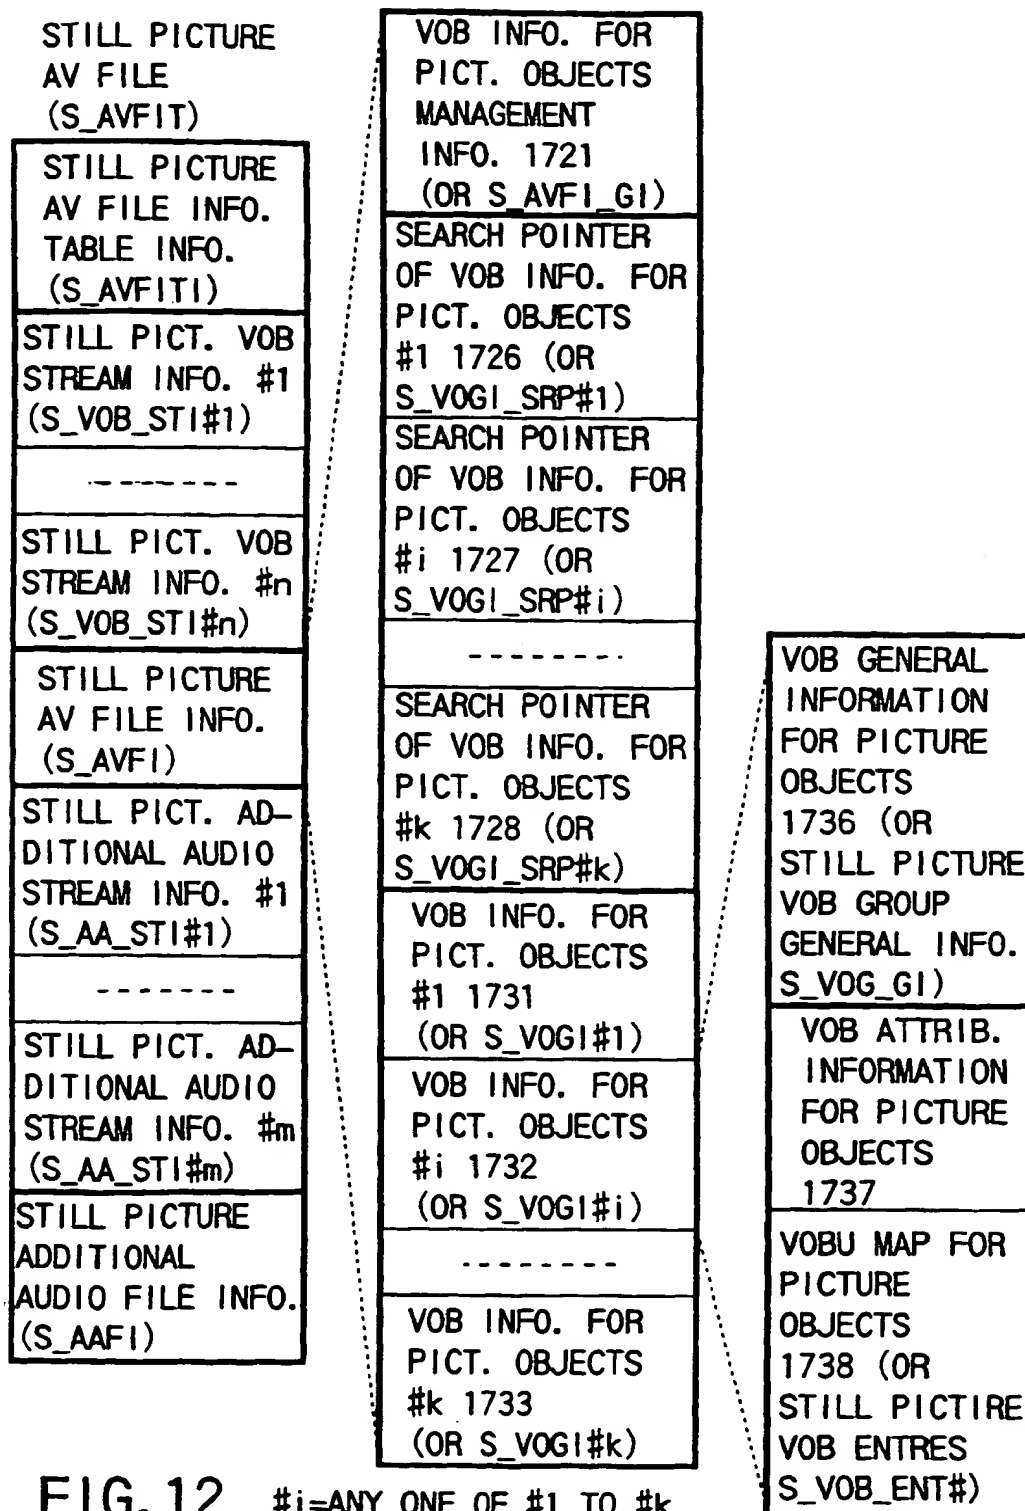 STILL PICTURE
AV FILE
(S_AVFIT)
STILL PICTURE
AV FILE INFO.
TABLE INFO.
(S_AVFITI)
STILL PICT. VOB
STREAM INFO. #1
(S_VOB_STI#1)
STILL PICT. VOB
STREAM INFO. #n
(S_VOB_STI#n)
STILL PICTURE
AV FILE INFO.
(S_AVFI)
STILL PICT. AD-
DITIONAL AUDIO
STREAM INFO. #1
(S_AA_STI#1)
STILL PICT. AD-
DITIONAL AUDIO
STREAM INFO. #m
(S_AA_STI#m)
STILL PICTURE
ADDITIONAL
AUDIO FILE INFO.
(S_AAFI)
VOB INFO. FOR
PICT. OBJECTS
MANAGEMENT
INFO. 1721
(OR S_AVFI_GI)
SEARCH POINTER
OF VOB INFO. FOR
PICT. OBJECTS
#1 1726 (OR
S_VOGI_SRP#1)
SEARCH POINTER
OF VOB INFO. FOR
PICT. OBJECTS
#i 1727 (OR
S_VOGI_SRP#i)
SEARCH POINTER
OF VOB INFO. FOR
PICT. OBJECTS
#k 1728 (OR
S_VOGI_SRP#k)
VOB INFO. FOR
PICT. OBJECTS
#1 1731
(OR S_VOGI#1)
VOB INFO. FOR
PICT. OBJECTS
#i 1732
(OR S_VOGI#i)
VOB INFO. FOR
PICT. OBJECTS
#k 1733
(OR S_VOGI#k)
VOB GENERAL
INFORMATION
FOR PICTURE
OBJECTS
1736 (OR
STILL PICTURE
VOB GROUP
GENERAL INFO.
S_VOG_GI)
VOB ATTRIB.
INFORMATION
FOR PICTURE
OBJECTS
1737
VOBU MAP FOR
PICTURE
OBJECTS
1738 (OR
STILL PICTIRE
VOB ENTRES
S_VOB_ENT#)
FIG. 12 #i=ANY ONE OF #1 TO #k